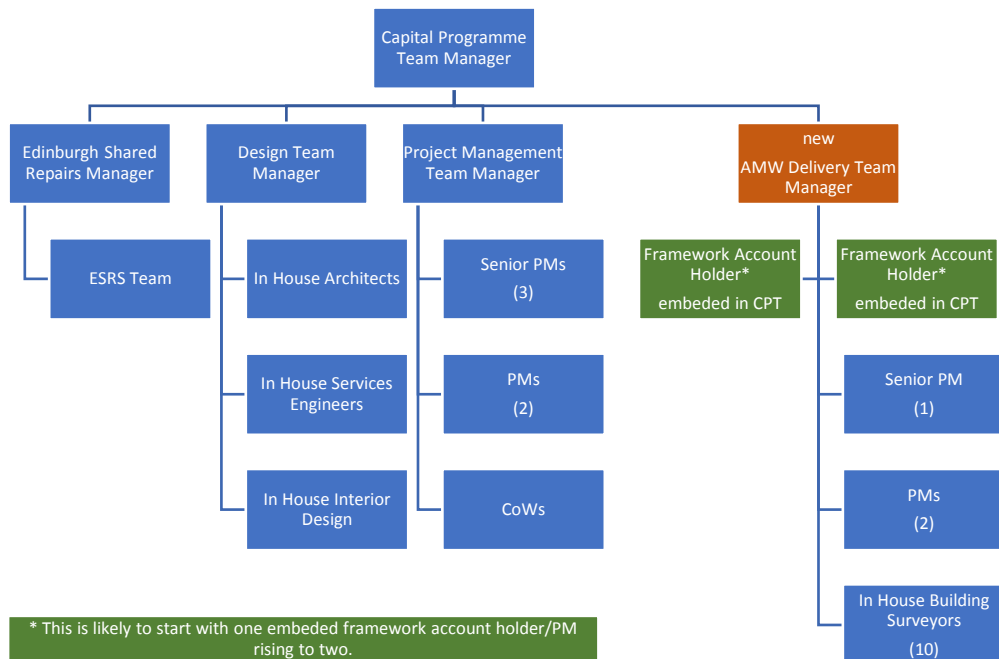 Capital Programme
Team Manager
Edinburgh Shared
Repairs Manager
Design Team
Manager
Project Management
Team Manager
new
AMW Delivery Team
Manager
ESRS Team
In House Architects
Senior PMs
(3)
Framework Account
Holder*
embeded in CPT
Framework Account
Holder*
embeded in CPT
In House Services
Engineers
PMs
(2)
Senior PM
(1)
In House Interior
Design
CoWs
PMs
(2)
In House Building
Surveyors
(10)
* This is likely to start with one embeded framework account holder/PM
rising to two.